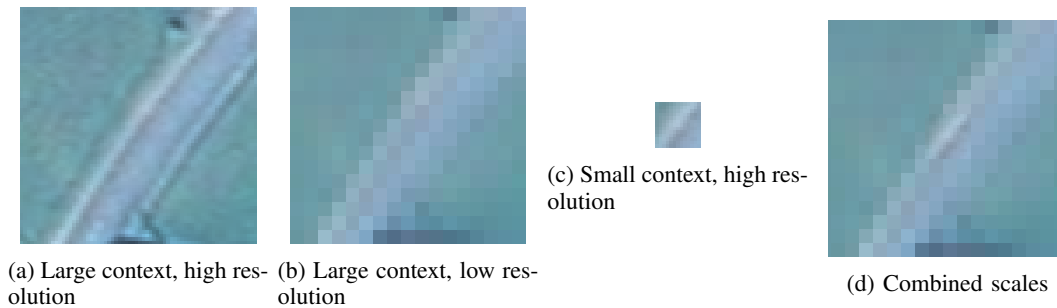 (a) Large context, high res-
olution
(b) Large context, low res-
olution
(c) Small context, high res-
olution
(d) Combined scales